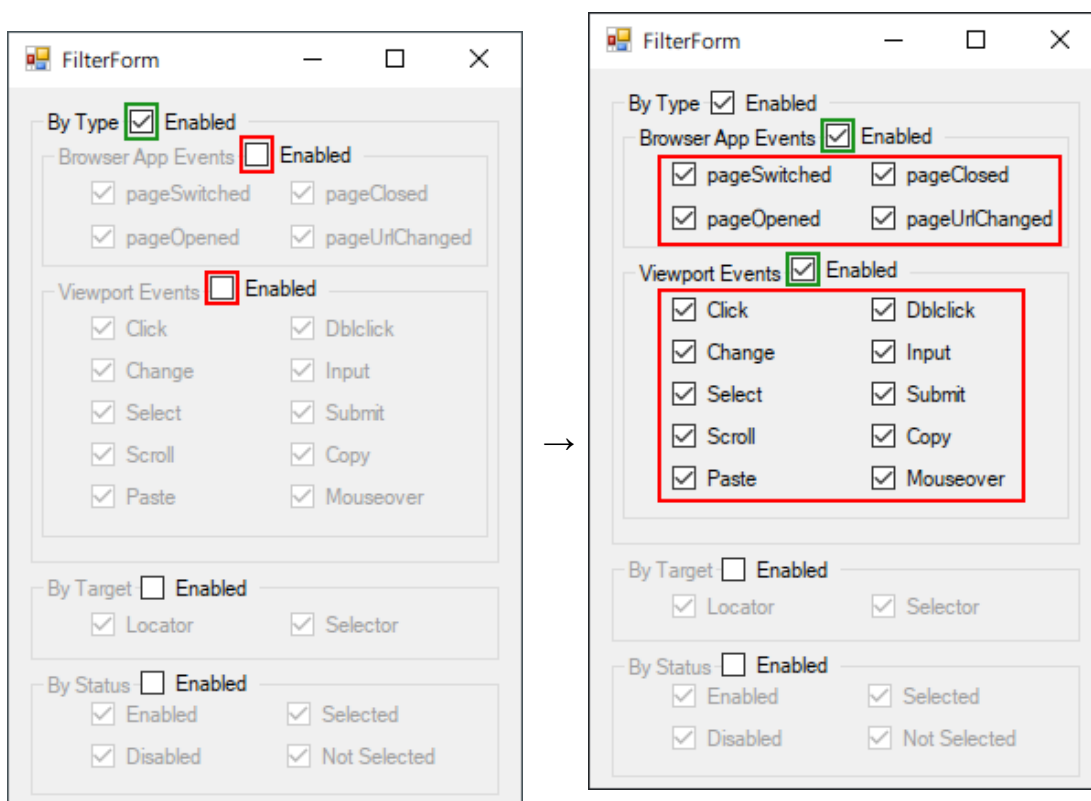 FilterForm
By Type Enabled
Browser App Events Enabled
pageSwitched pageClosed
pageOpened pageUrlChanged
Viewport Events Enabled
Click Dblclick
Change Input
Select Submit
Scroll Copy
Paste Mouseover
By Target Enabled
Locator Selector
By Status Enabled
Enabled Selected
Disabled Not Selected
→
FilterForm
By Type Enabled
Browser App Events Enabled
pageSwitched pageClosed
pageOpened pageUrlChanged
Viewport Events Enabled
Click Dblclick
Change Input
Select Submit
Scroll Copy
Paste Mouseover
By Target Enabled
Locator Selector
By Status Enabled
Enabled Selected
Disabled Not Selected